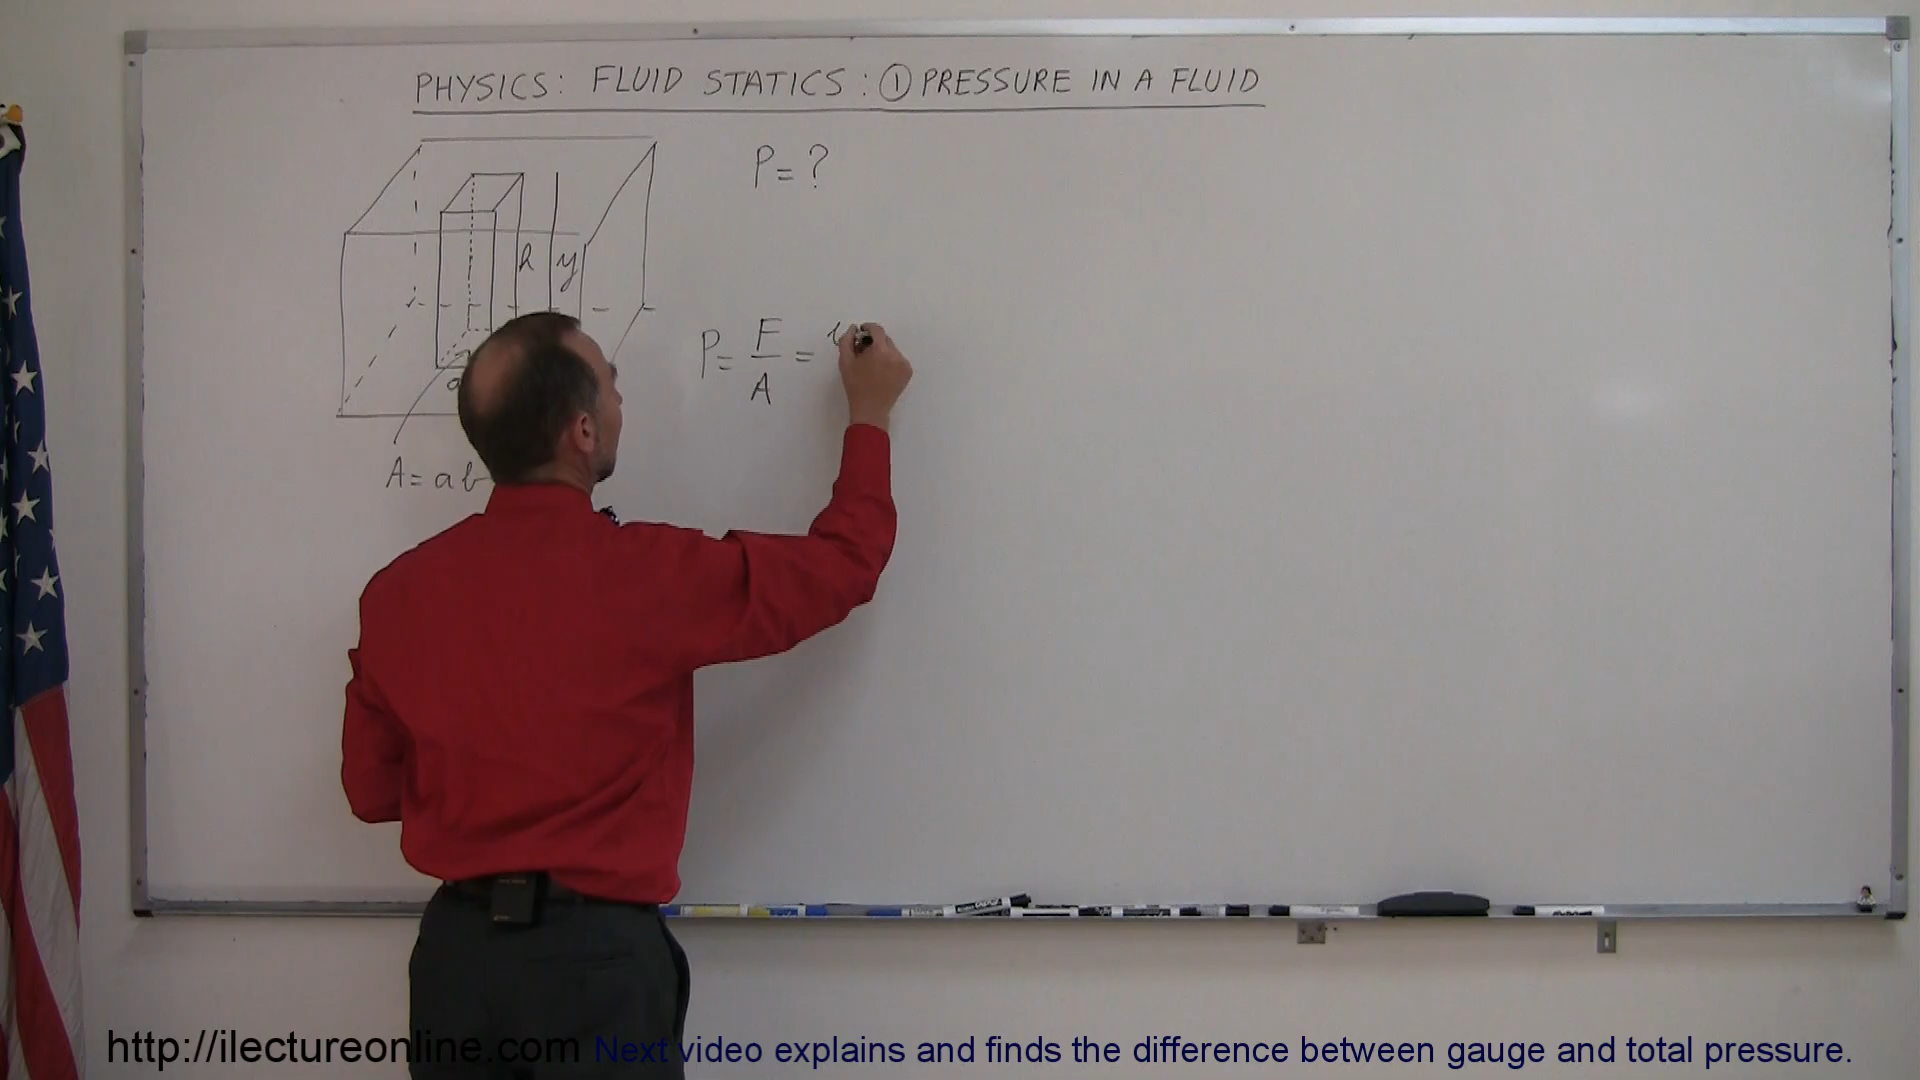 PHYSICS: FLUID STATICS: ① PRESSURE IN A FLUID
P = ?
h y
P = F/A =
a
A = ab
http://ilectureonline.com Next video explains and finds the difference between gauge and total pressure.